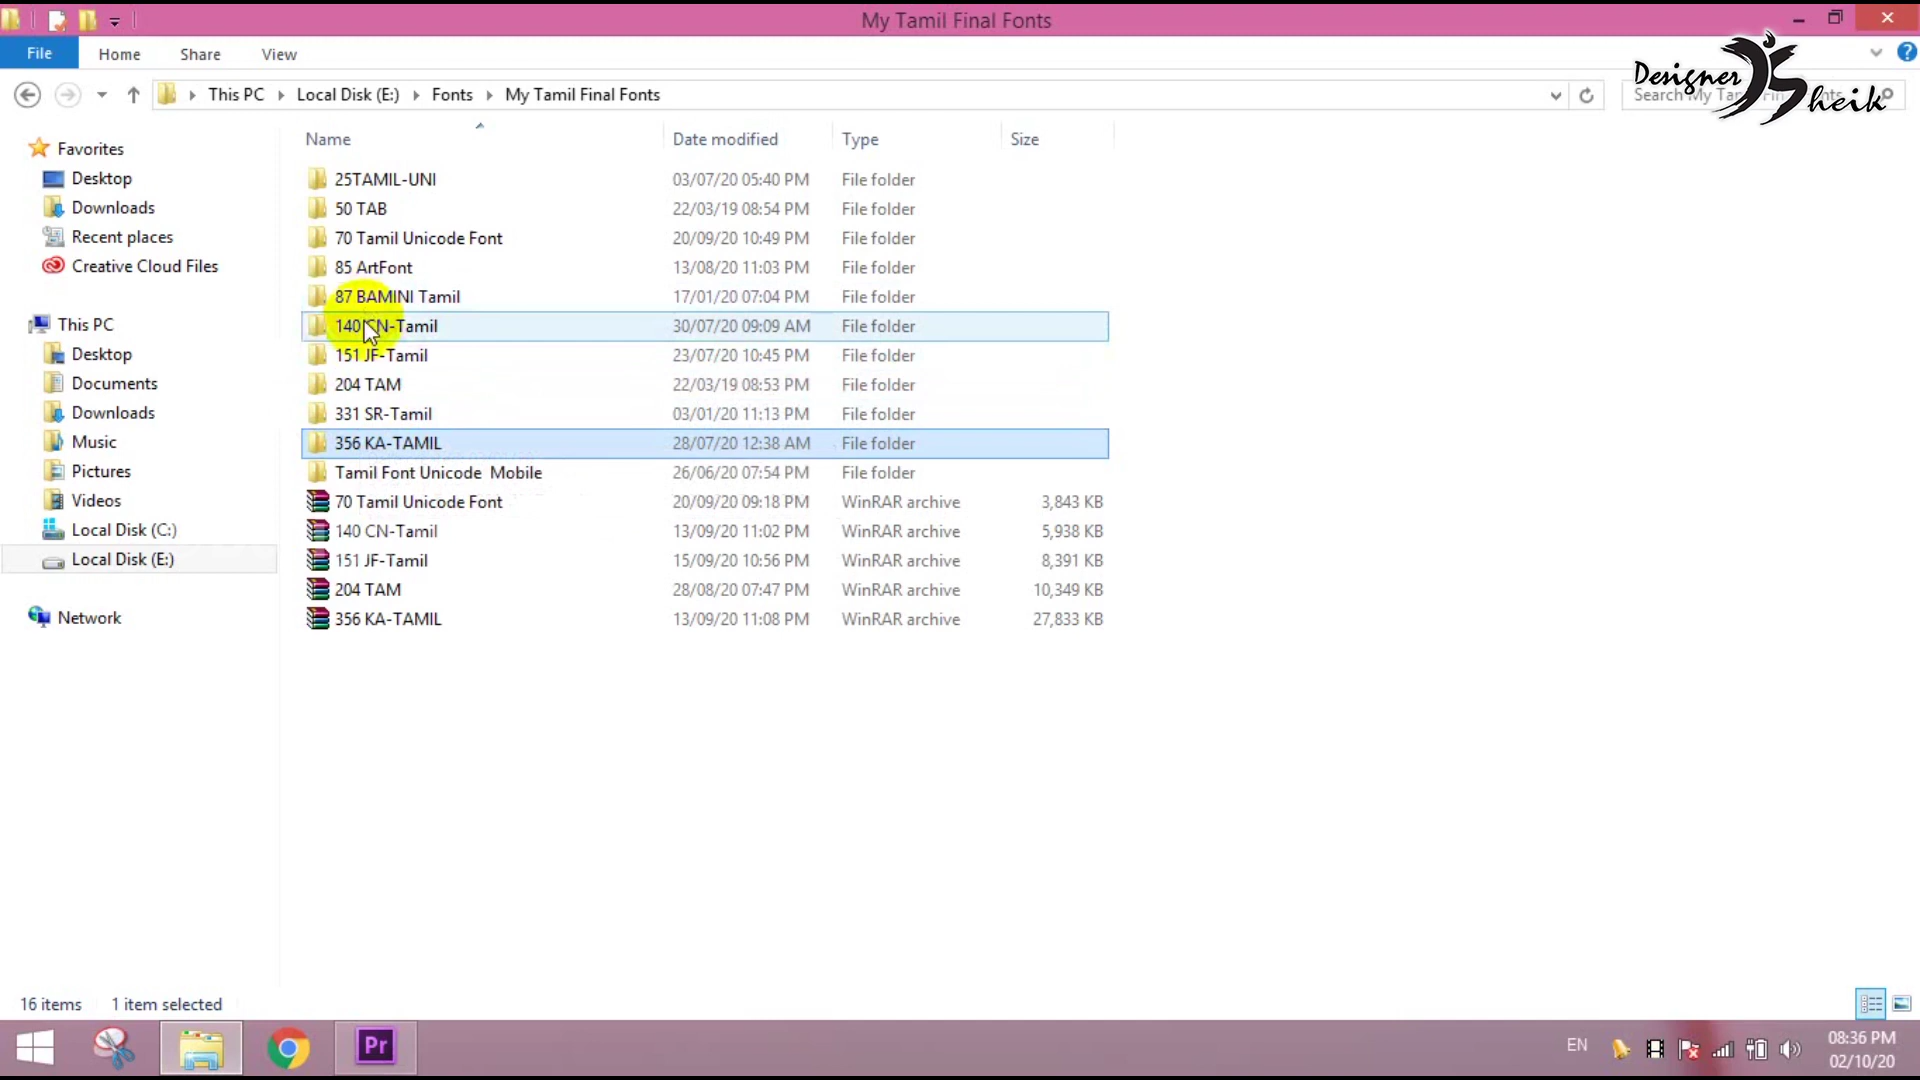 My Tamil Final Fonts
File Home Share View
This PC Local Disk (E:) Fonts My Tamil Final Fonts
Designer Sheik
Name Date modified Type Size
Favorites
Desktop
Downloads
Recent places
Creative Cloud Files
This PC
Desktop
Documents
Downloads
Music
Pictures
Videos
Local Disk (C:)
Local Disk (E:)
Network
25TAMIL-UNI 03/07/20 05:40 PM File folder
50 TAB 22/03/19 08:54 PM File folder
70 Tamil Unicode Font 20/09/20 10:49 PM File folder
85 ArtFont 13/08/20 11:03 PM File folder
87 BAMINI Tamil 17/01/20 07:04 PM File folder
140 CN-Tamil 30/07/20 09:09 AM File folder
151 JF-Tamil 23/07/20 10:45 PM File folder
204 TAM 22/03/19 08:53 PM File folder
331 SR-Tamil 03/01/20 11:13 PM File folder
356 KA-TAMIL 28/07/20 12:38 AM File folder
Tamil Font Unicode Mobile 26/06/20 07:54 PM File folder
70 Tamil Unicode Font 20/09/20 09:18 PM WinRAR archive 3,843 KB
140 CN-Tamil 13/09/20 11:02 PM WinRAR archive 5,938 KB
151 JF-Tamil 15/09/20 10:56 PM WinRAR archive 8,391 KB
204 TAM 28/08/20 07:47 PM WinRAR archive 10,349 KB
356 KA-TAMIL 13/09/20 11:08 PM WinRAR archive 27,833 KB
16 items 1 item selected
Pr
EN
08:36 PM
02/10/20